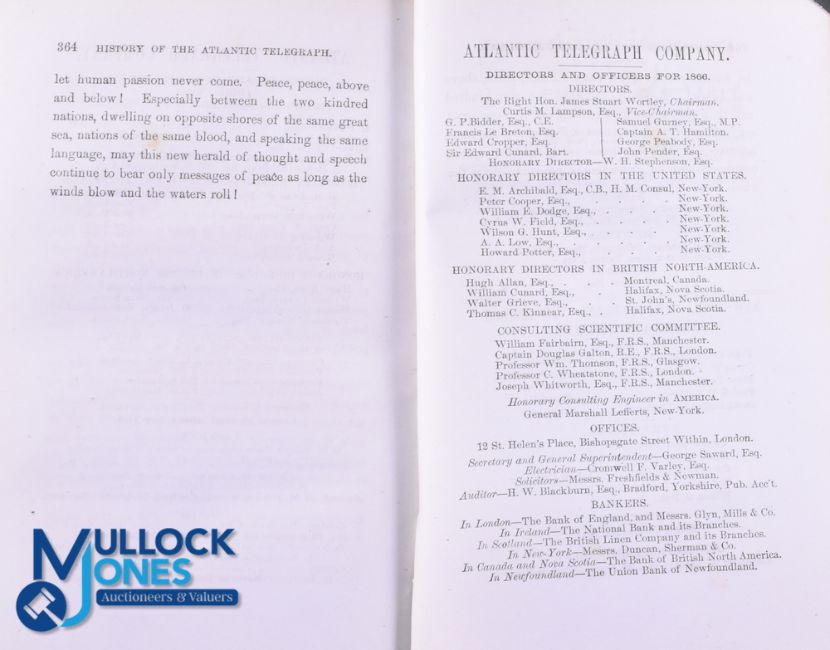 364 HISTORY OF THE ATLANTIC TELEGRAPH.
let human passion never come. Peace, peace, above
and below! Especially between the two kindred
nations, dwelling on opposite shores of the same great
sea, nations of the same blood, and speaking the same
language, may this new herald of thought and speech
continue to bear only messages of peace as long as the
winds blow and the waters roll!
ATLANTIC TELEGRAPH COMPANY.
DIRECTORS AND OFFICERS FOR 1866.
DIRECTORS.
The Right Hon. James Stuart Wortley, Chairman.
Curtis M. Lampson, Esq., Vice-Chairman.
G. P. Bidder, Esq., C.E. Samuel Gurney, Esq., M.P.
Francis Le Breton, Esq. Captain A. T. Hamilton.
Edward Cropper, Esq. George Peabody, Esq.
Sir Edward Cunard, Bart. John Pender, Esq.
HONORARY DIRECTOR—W. H. Stephenson, Esq.
HONORARY DIRECTORS IN THE UNITED STATES.
E. M. Archibald, Esq., C.B., H. M. Consul, New-York.
Peter Cooper, Esq., . . . . New-York.
William E. Dodge, Esq., . . . . New-York.
Cyrus W. Field, Esq., . . . . New-York.
Wilson G. Hunt, Esq., . . . . New-York.
A. A. Low, Esq., . . . . New-York.
Howard Potter, Esq., . . . . New-York.
HONORARY DIRECTORS IN BRITISH NORTH-AMERICA.
Hugh Allan, Esq., . . . Montreal, Canada.
William Cunard, Esq., . Halifax, Nova Scotia.
Walter Grieve, Esq., . . St. John's, Newfoundland.
Thomas C. Kinnear, Esq., . Halifax, Nova Scotia.
CONSULTING SCIENTIFIC COMMITTEE.
William Fairbairn, Esq., F.R.S., Manchester.
Captain Douglas Galton, R.E., F.R.S., London.
Professor Wm. Thomson, F.R.S., Glasgow.
Professor C. Wheatstone, F.R.S., London.
Joseph Whitworth, Esq., F.R.S., Manchester.
Honorary Consulting Engineer in AMERICA.
General Marshall Lefferts, New-York.
OFFICES.
12 St. Helen's Place, Bishopsgate Street Within, London.
Secretary and General Superintendent—George Saward, Esq.
Electrician—Cromwell F. Varley, Esq.
Solicitors—Messrs. Freshfields & Newman.
Auditor—H. W. Blackburn, Esq., Bradford, Yorkshire, Pub. Acc't.
BANKERS.
In London—The Bank of England, and Messrs. Glyn, Mills & Co.
In Ireland—The National Bank and its Branches.
In Scotland—The British Linen Company and its Branches.
In New-York—Messrs. Duncan, Sherman & Co.
In Canada and Nova Scotia—The Bank of British North America.
In Newfoundland—The Union Bank of Newfoundland.
MULLOCK
JONES
Auctioneers & Valuers